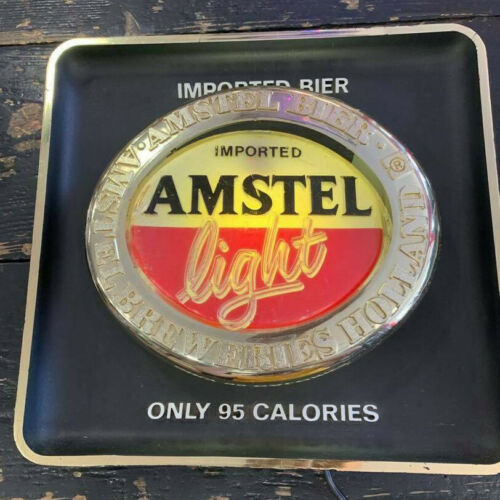 IMPORTED BIER
AMSTEL BIER · ® HOLLAND BREWERIES AMSTEL ·
IMPORTED
AMSTEL
light
ONLY 95 CALORIES